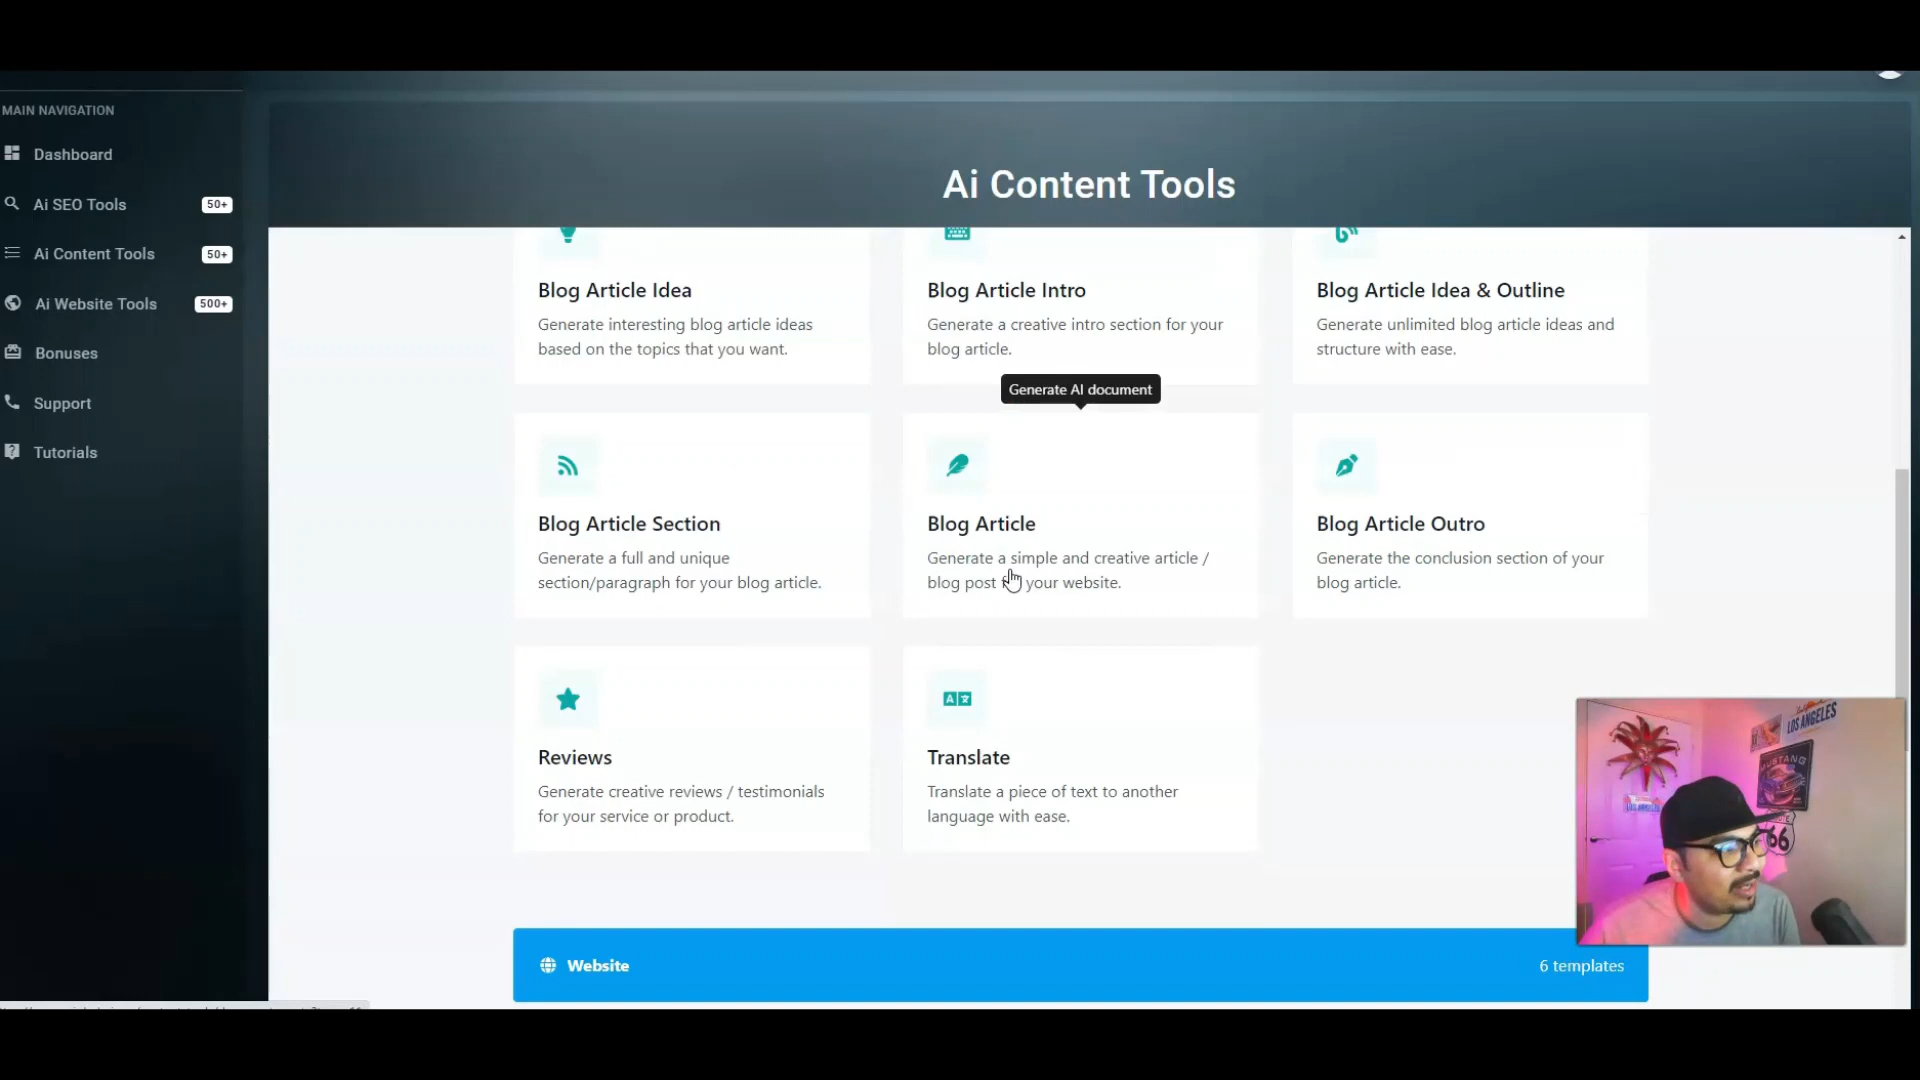 MAIN NAVIGATION
Dashboard
Ai SEO Tools 50+
Ai Content Tools 50+
Ai Website Tools 500+
Bonuses
Support
Tutorials
Ai Content Tools
Blog Article Idea
Generate interesting blog article ideas
based on the topics that you want.
Blog Article Intro
Generate a creative intro section for your
blog article.
Blog Article Idea & Outline
Generate unlimited blog article ideas and
structure with ease.
Generate AI document
Blog Article Section
Generate a full and unique
section/paragraph for your blog article.
Blog Article
Generate a simple and creative article /
blog post your website.
Blog Article Outro
Generate the conclusion section of your
blog article.
Reviews
Generate creative reviews / testimonials
for your service or product.
Translate
Translate a piece of text to another
language with ease.
Website
6 templates
LOS ANGELES
MUSTANG
66